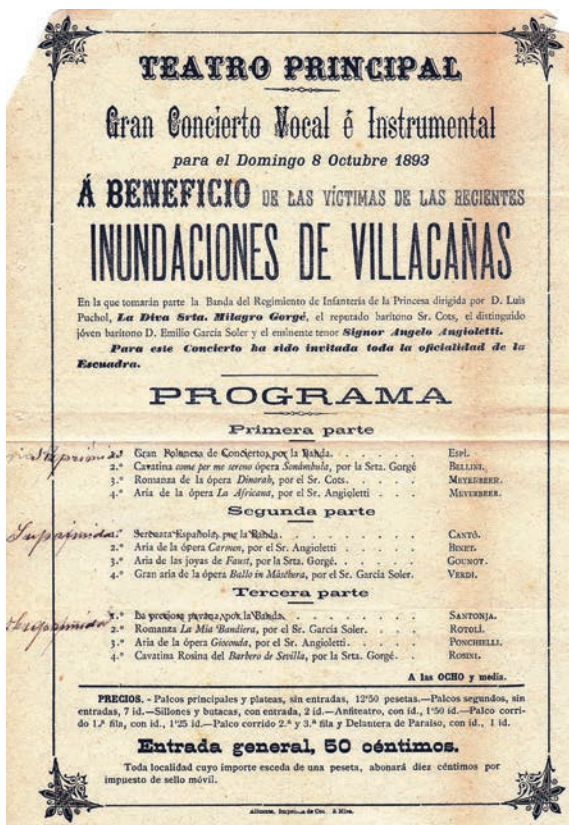 TEATRO PRINCIPAL
Gran Concierto Vocal é Instrumental
para el Domingo 8 Octubre 1893
Á BENEFICIO DE LAS VÍCTIMAS DE LAS RECIENTES
INUNDACIONES DE VILLACAÑAS
En la que tomarán parte la Banda del Regimiento de Infantería de la Princesa dirigida por D. Luis
Puchol, La Diva Srta. Milagro Gorgé, el reputado barítono Sr. Cots, el distinguido
jóven barítono D. Emilio García Soler y el eminente tenor Signor Angelo Angioletti.
Para este Concierto ha sido invitada toda la oficialidad de la
Escuadra.
PROGRAMA
Primera parte
Gran Polonesa de Concierto, por la Banda. . . . . . . ESPÍ.
2.º Cavatina come per me sereno ópera Sonámbula, por la Srta. Gorgé BELLINI.
3.º Romanza de la ópera Dinorah, por el Sr. Cots. . . . . MEYERBEER.
4.º Aria de la ópera La Africana, por el Sr. Angioletti . . . . MEYERBEER.
Segunda parte
Suprimida 1.º Serenata Española, por la Banda. . . . . . . . CANTÓ.
2.º Aria de la ópera Carmen, por el Sr. Angioletti . . . . . BIZET.
3.º Aria de las joyas de Faust, por la Srta. Gorgé. . . . . . GOUNOT.
4.º Gran aria de la ópera Ballo in Máschera, por el Sr. García Soler. VERDI.
Tercera parte
Suprimida 1.º La preciosa pavana, por la Banda. . . . . . . . SANTONJA.
2.º Romanza La Mia Bandiera, por el Sr. García Soler. . . . . ROTOLI.
3.º Aria de la ópera Gioconda, por el Sr. Angioletti. . . . . PONCHIELLI.
4.º Cavatina Rosina del Barbero de Sevilla, por la Srta. Gorgé. . ROSINI.
A las OCHO y media.
PRECIOS. - Palcos principales y plateas, sin entradas, 12'50 pesetas.—Palcos segundos, sin
entradas, 7 id.—Sillones y butacas, con entrada, 2 id.—Anfiteatro, con id., 1'50 id.—Palco corri-
do 1.ª fila, con id., 1'25 id.—Palco corrido 2.ª y 3.ª fila y Delantera de Paraiso, con id., 1 id.
Entrada general, 50 céntimos.
Toda localidad cuyo importe esceda de una peseta, abonará diez céntimos por
impuesto de sello móvil.
Alicante, Imprenta de